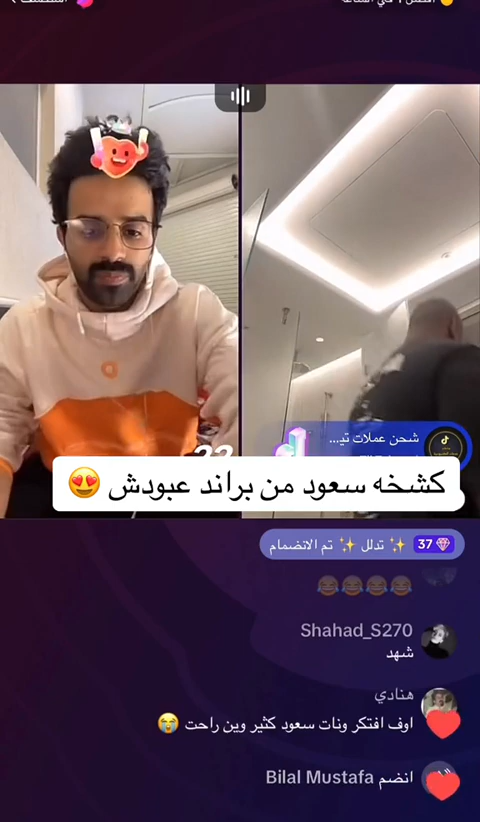 شحن عملات تيـ...
كشخه سعود من براند عبودش 😍
37 ✨ تدلل ✨ تم الانضمام
😂😂😂😂
Shahad_S270
شهد
هنادي
اوف افتكر ونات سعود كثير وين راحت 😭
Bilal Mustafa انضم